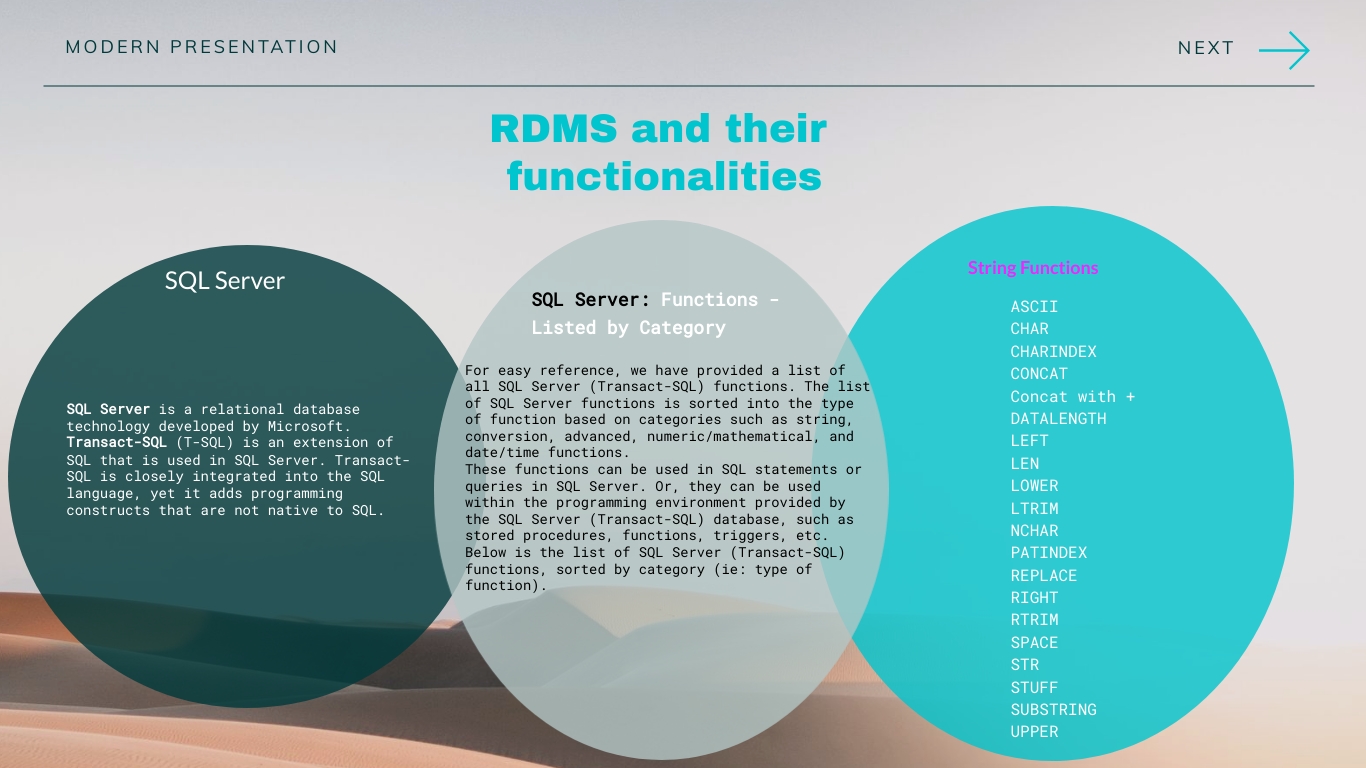 MODERN PRESENTATION
NEXT
RDMS and their
functionalities
SQL Server
SQL Server is a relational database
technology developed by Microsoft.
Transact-SQL (T-SQL) is an extension of
SQL that is used in SQL Server. Transact-
SQL is closely integrated into the SQL
language, yet it adds programming
constructs that are not native to SQL.
SQL Server: Functions -
Listed by Category
For easy reference, we have provided a list of
all SQL Server (Transact-SQL) functions. The list
of SQL Server functions is sorted into the type
of function based on categories such as string,
conversion, advanced, numeric/mathematical, and
date/time functions.
These functions can be used in SQL statements or
queries in SQL Server. Or, they can be used
within the programming environment provided by
the SQL Server (Transact-SQL) database, such as
stored procedures, functions, triggers, etc.
Below is the list of SQL Server (Transact-SQL)
functions, sorted by category (ie: type of
function).
String Functions
ASCII
CHAR
CHARINDEX
CONCAT
Concat with +
DATALENGTH
LEFT
LEN
LOWER
LTRIM
NCHAR
PATINDEX
REPLACE
RIGHT
RTRIM
SPACE
STR
STUFF
SUBSTRING
UPPER